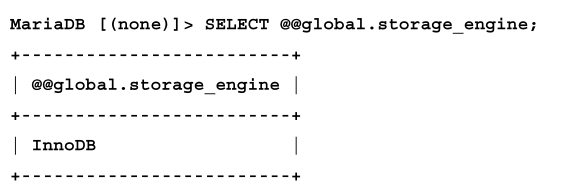 MariaDB [(none)]> SELECT @@global.storage_engine;
+-------------------------+
| @@global.storage_engine |
+-------------------------+
| InnoDB                  |
+-------------------------+